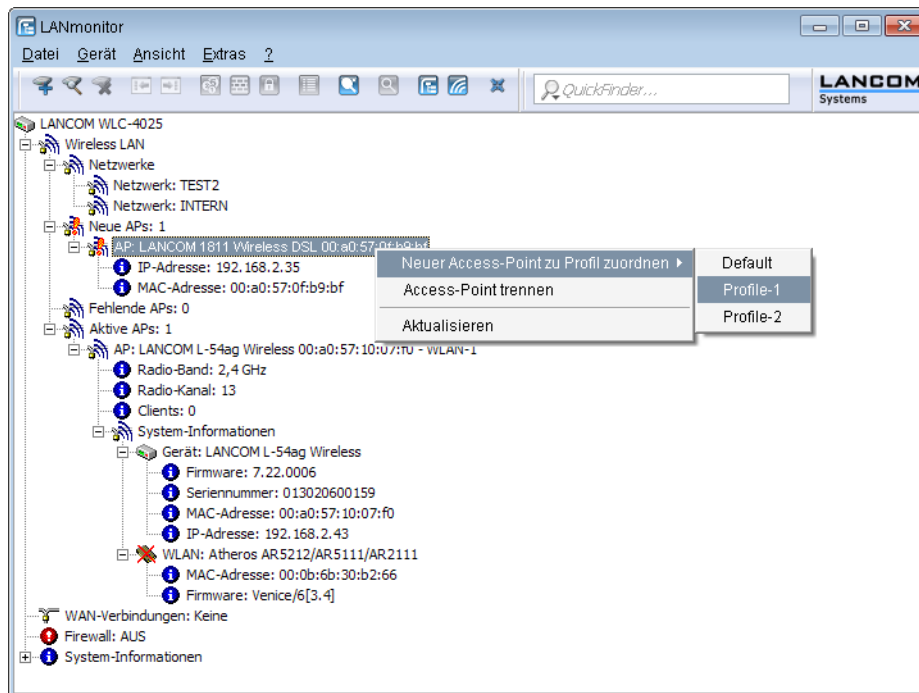 LANmonitor
Datei Gerät Ansicht Extras ?
QuickFinder...
LANCOM
Systems
LANCOM WLC-4025
Wireless LAN
Netzwerke
Netzwerk: TEST2
Netzwerk: INTERN
Neue APs: 1
AP: LANCOM 1811 Wireless DSL 00:a0:57:0f:b9:bf
Neuer Access-Point zu Profil zuordnen
Default
IP-Adresse: 192.168.2.35
Access-Point trennen
Profile-1
MAC-Adresse: 00:a0:57:0f:b9:bf
Profile-2
Fehlende APs: 0
Aktualisieren
Aktive APs: 1
AP: LANCOM L-54ag Wireless 00:a0:57:10:07:f0 - WLAN-1
Radio-Band: 2,4 GHz
Radio-Kanal: 13
Clients: 0
System-Informationen
Gerät: LANCOM L-54ag Wireless
Firmware: 7.22.0006
Seriennummer: 013020600159
MAC-Adresse: 00:a0:57:10:07:f0
IP-Adresse: 192.168.2.43
WLAN: Atheros AR5212/AR5111/AR2111
MAC-Adresse: 00:0b:6b:30:b2:66
Firmware: Venice/6[3.4]
WAN-Verbindungen: Keine
Firewall: AUS
System-Informationen